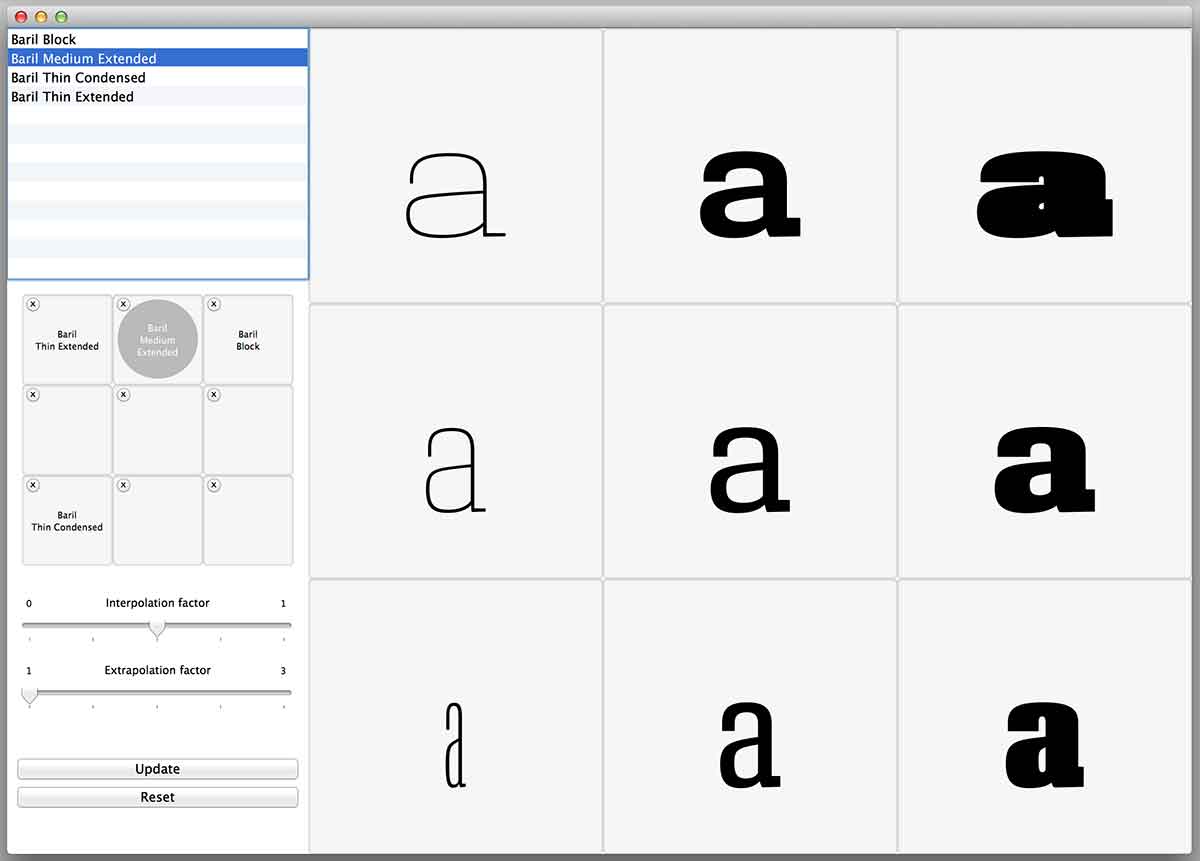 Baril Block
Baril Medium Extended
Baril Thin Condensed
Baril Thin Extended
a a a
x x x
Baril
Thin Extended
Baril
Medium
Extended
Baril
Block
x x x
a a a
x x x
Baril
Thin Condensed
0 Interpolation factor 1
1 Extrapolation factor 3
a a a
Update
Reset